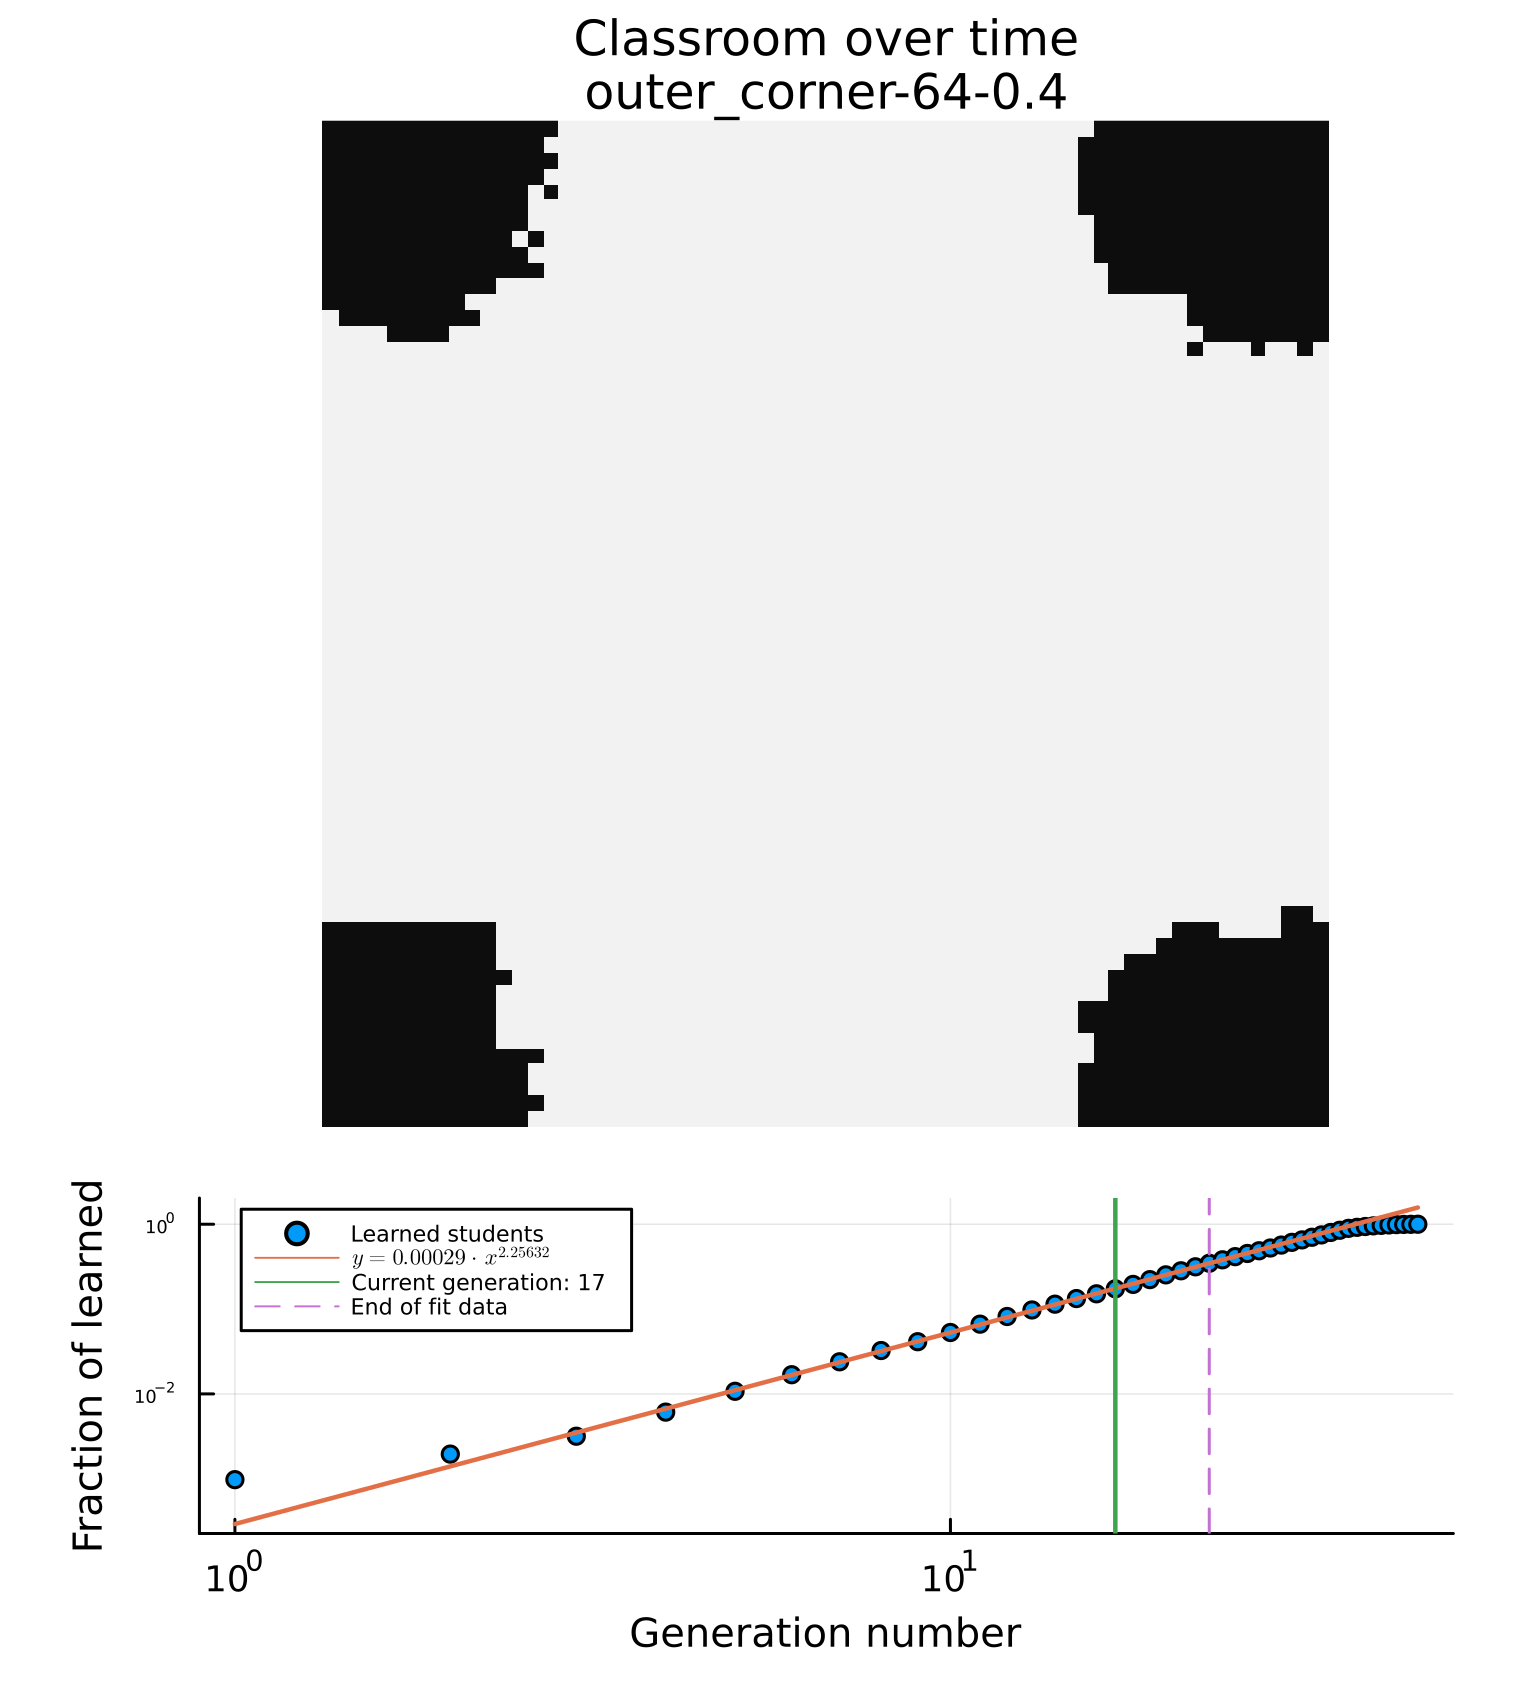 Classroom over time
outer_corner-64-0.4
Fraction of learned
10^0
10^−2
Learned students
y = 0.00029 · x^2.25632
Current generation: 17
End of fit data
10^0
10^1
Generation number